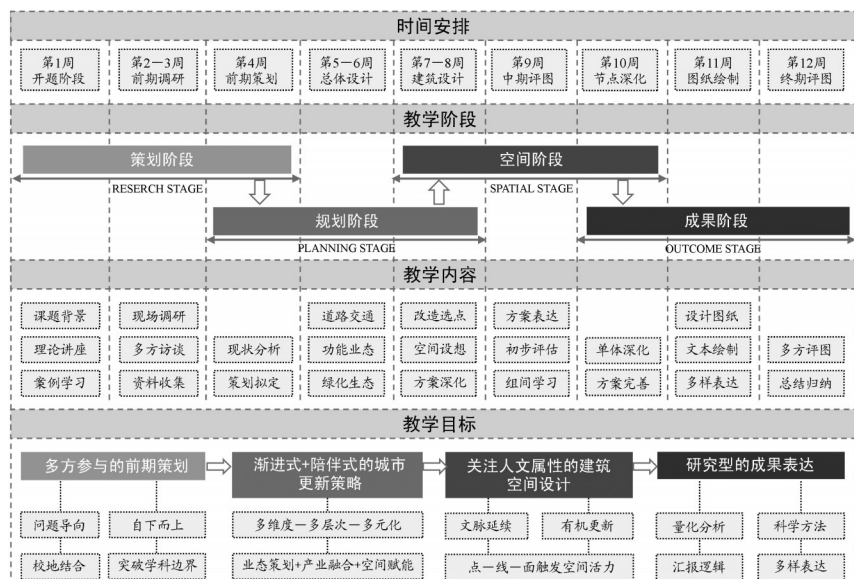 时间安排
第1周 第2－3周 第4周 第5－6周 第7－8周 第9周 第10周 第11周 第12周
开题阶段 前期调研 前期策划 总体设计 建筑设计 中期评图 节点深化 图纸绘制 终期评图
教学阶段
策划阶段 空间阶段
RESERCH STAGE SPATIAL STAGE
规划阶段 成果阶段
PLANNING STAGE OUTCOME STAGE
教学内容
课题背景 现场调研 道路交通 改造选点 方案表达 设计图纸
理论讲座 多方访谈 现状分析 功能业态 空间设想 初步评估 单体深化 文本绘制 多方评图
案例学习 资料收集 策划拟定 绿化生态 方案深化 组间学习 方案完善 多样表达 总结归纳
教学目标
多方参与的前期策划 渐进式+陪伴式的城市更新策略 关注人文属性的建筑空间设计 研究型的成果表达
问题导向 自下而上 多维度－多层次－多元化 文脉延续 有机更新 量化分析 科学方法
校地结合 突破学科边界 业态策划+产业融合+空间赋能 点－线－面触发空间活力 汇报逻辑 多样表达